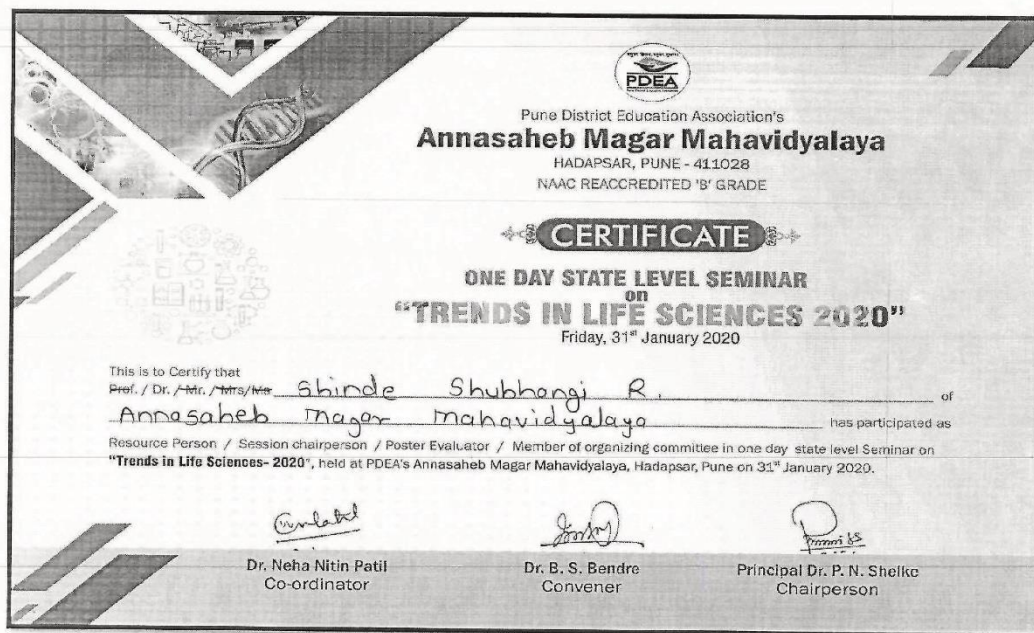 PDEA
Pune District Education Association's
Annasaheb Magar Mahavidyalaya
HADAPSAR, PUNE - 411028
NAAC REACCREDITED 'B' GRADE
CERTIFICATE
ONE DAY STATE LEVEL SEMINAR
on
"TRENDS IN LIFE SCIENCES 2020"
Friday, 31st January 2020
This is to Certify that
Prof. / Dr. / Mr. / Mrs/Ms Shinde Shubhangi R. of
Annasaheb Magar Mahavidyalaya has participated as
Resource Person / Session chairperson / Poster Evaluator / Member of organizing committee in one day state level Seminar on
"Trends in Life Sciences- 2020", held at PDEA's Annasaheb Magar Mahavidyalaya, Hadapsar, Pune on 31st January 2020.
Dr. Neha Nitin Patil Dr. B. S. Bendre Principal Dr. P. N. Shelke
Co-ordinator Convener Chairperson